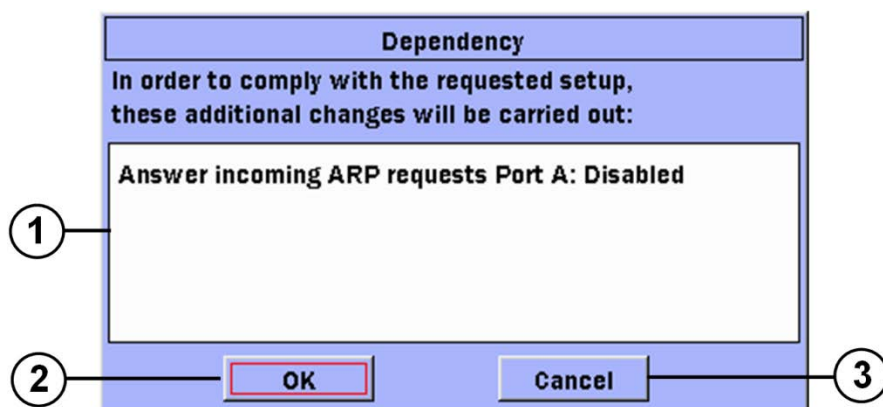 Dependency
In order to comply with the requested setup,
these additional changes will be carried out:
Answer incoming ARP requests Port A: Disabled
1
2
OK
Cancel
3